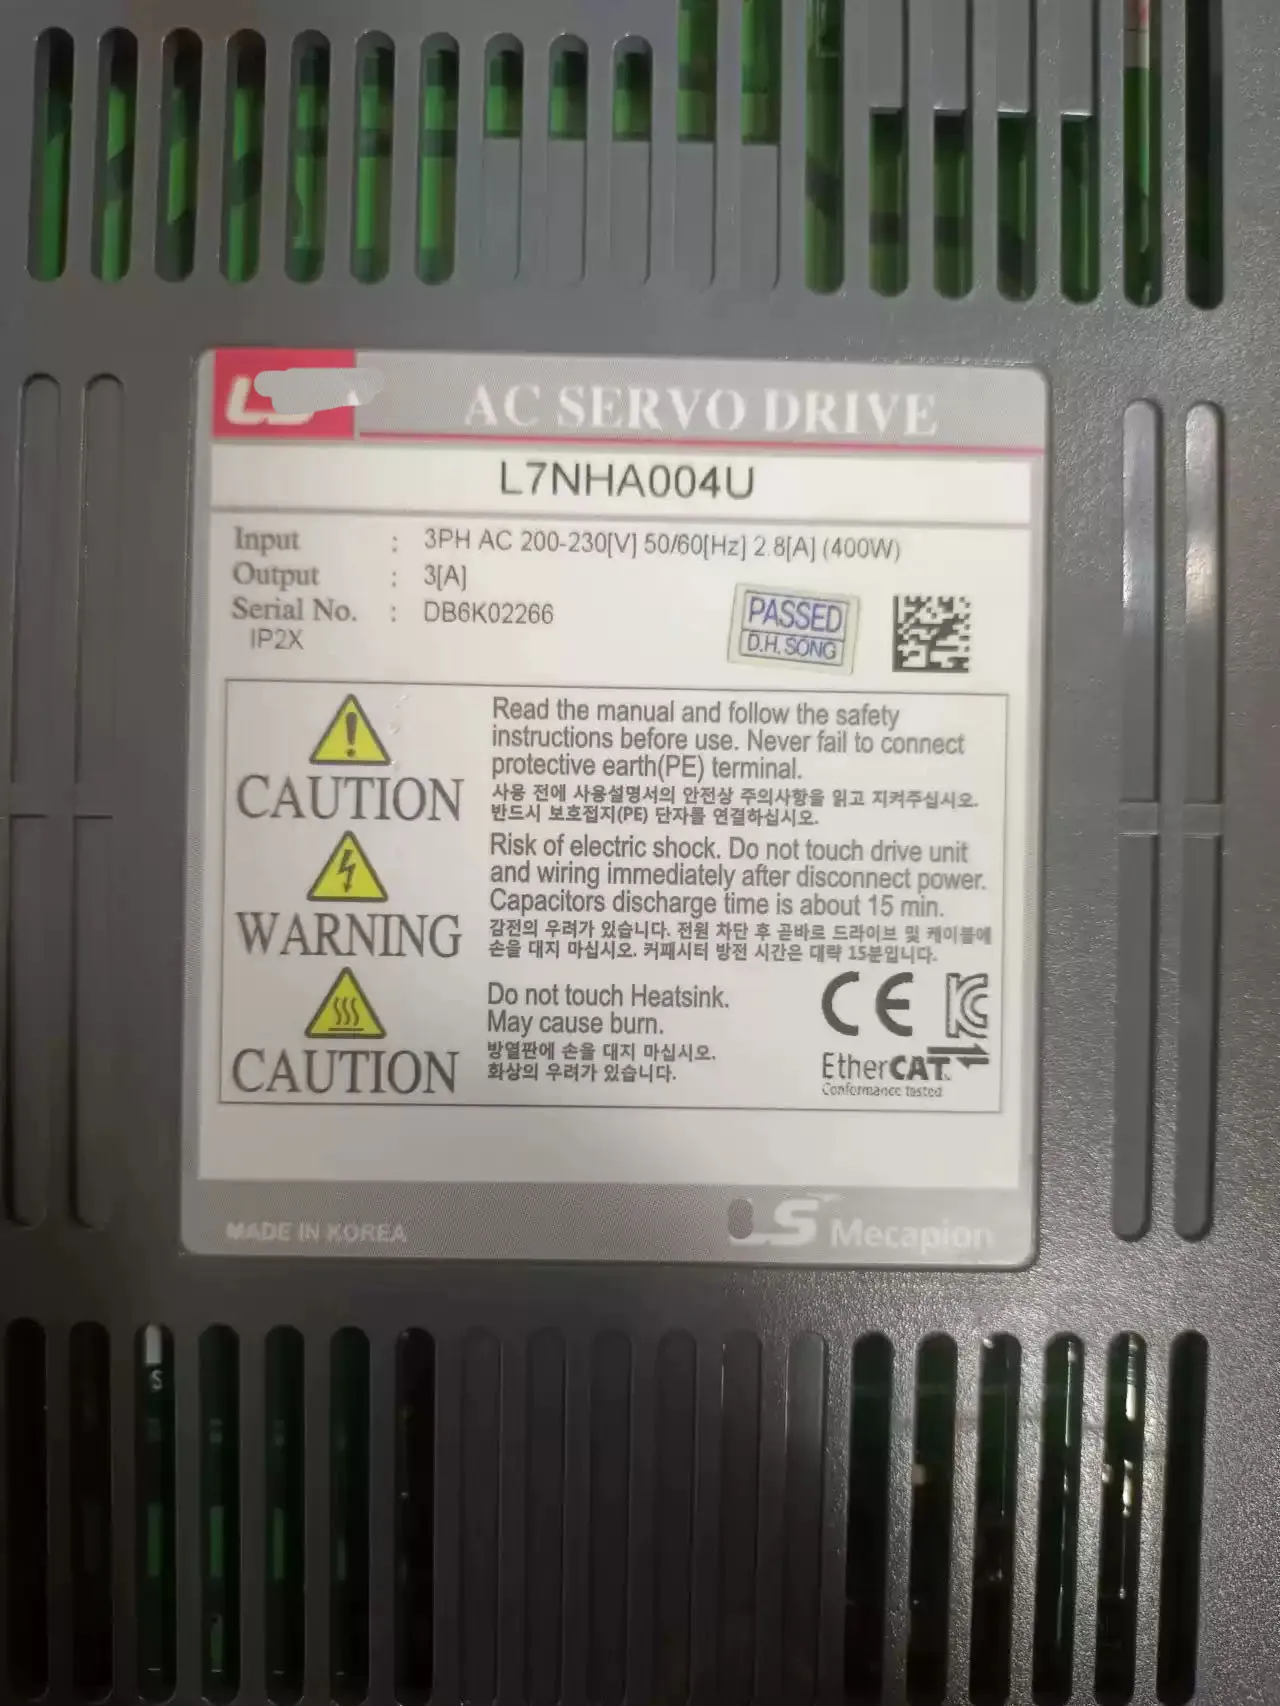 LS
AC SERVO DRIVE
L7NHA004U
Input : 3PH AC 200-230[V] 50/60[Hz] 2.8[A] (400W)
Output : 3[A]
Serial No. : DB6K02266
IP2X
PASSED
D.H. SONG
CAUTION
Read the manual and follow the safety
instructions before use. Never fail to connect
protective earth(PE) terminal.
사용 전에 사용설명서의 안전상 주의사항을 읽고 지켜주십시오.
반드시 보호접지(PE) 단자를 연결하십시오.
WARNING
Risk of electric shock. Do not touch drive unit
and wiring immediately after disconnect power.
Capacitors discharge time is about 15 min.
감전의 우려가 있습니다. 전원 차단 후 곧바로 드라이브 및 케이블에
손을 대지 마십시오. 커패시터 방전 시간은 대략 15분입니다.
CAUTION
Do not touch Heatsink.
May cause burn.
방열판에 손을 대지 마십시오.
화상의 우려가 있습니다.
CE
EtherCAT
Conformance tested
MADE IN KOREA
LS Mecapion
S